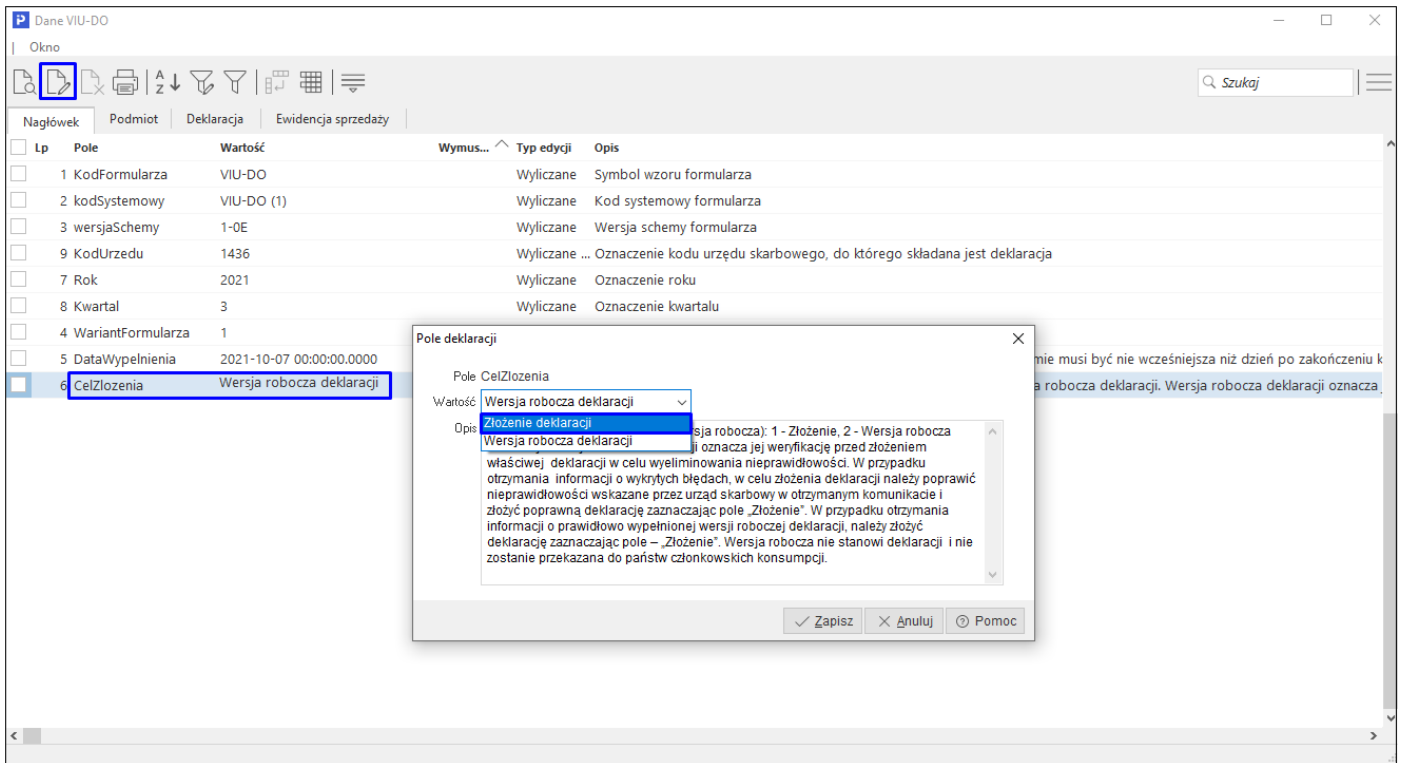 Dane VIU-DO
Okno
Szukaj
Nagłówek Podmiot Deklaracja Ewidencja sprzedaży
Lp Pole Wartość Wymus... Typ edycji Opis
1 KodFormularza VIU-DO Wyliczane Symbol wzoru formularza
2 kodSystemowy VIU-DO (1) Wyliczane Kod systemowy formularza
3 wersjaSchemy 1-0E Wyliczane Wersja schemy formularza
9 KodUrzedu 1436 Wyliczane ... Oznaczenie kodu urzędu skarbowego, do którego składana jest deklaracja
7 Rok 2021 Wyliczane Oznaczenie roku
8 Kwartal 3 Wyliczane Oznaczenie kwartalu
4 WariantFormularza 1
5 DataWypelnienia 2021-10-07 00:00:00.0000 mie musi być nie wcześniejsza niż dzień po zakończeniu k
6 CelZlozenia Wersja robocza deklaracji a robocza deklaracji. Wersja robocza deklaracji oznacza
Pole deklaracji
Pole CelZlozenia
Wartość Wersja robocza deklaracji
Złożenie deklaracji
Wersja robocza deklaracji
Opis sja robocza): 1 - Złożenie, 2 - Wersja robocza
ji oznacza jej weryfikację przed złożeniem
właściwej deklaracji w celu wyeliminowania nieprawidłowości. W przypadku
otrzymania informacji o wykrytych błędach, w celu złożenia deklaracji należy poprawić
nieprawidłowości wskazane przez urząd skarbowy w otrzymanym komunikacie i
złożyć poprawną deklarację zaznaczając pole „Złożenie”. W przypadku otrzymania
informacji o prawidłowo wypełnionej wersji roboczej deklaracji, należy złożyć
deklarację zaznaczając pole – „Złożenie”. Wersja robocza nie stanowi deklaracji i nie
zostanie przekazana do państw członkowskich konsumpcji.
Zapisz Anuluj Pomoc